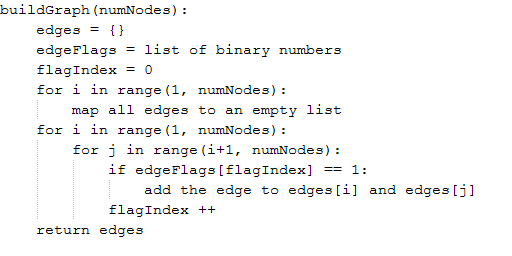 buildGraph(numNodes):
    edges = {}
    edgeFlags = list of binary numbers
    flagIndex = 0
    for i in range(1, numNodes):
        map all edges to an empty list
    for i in range(1, numNodes):
        for j in range(i+1, numNodes):
            if edgeFlags[flagIndex] == 1:
                add the edge to edges[i] and edges[j]
            flagIndex ++
    return edges